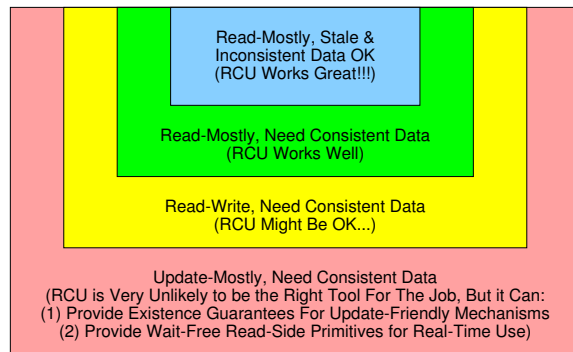 Read-Mostly, Stale &
Inconsistent Data OK
(RCU Works Great!!!)
Read-Mostly, Need Consistent Data
(RCU Works Well)
Read-Write, Need Consistent Data
(RCU Might Be OK...)
Update-Mostly, Need Consistent Data
(RCU is Very Unlikely to be the Right Tool For The Job, But it Can:
(1) Provide Existence Guarantees For Update-Friendly Mechanisms
(2) Provide Wait-Free Read-Side Primitives for Real-Time Use)